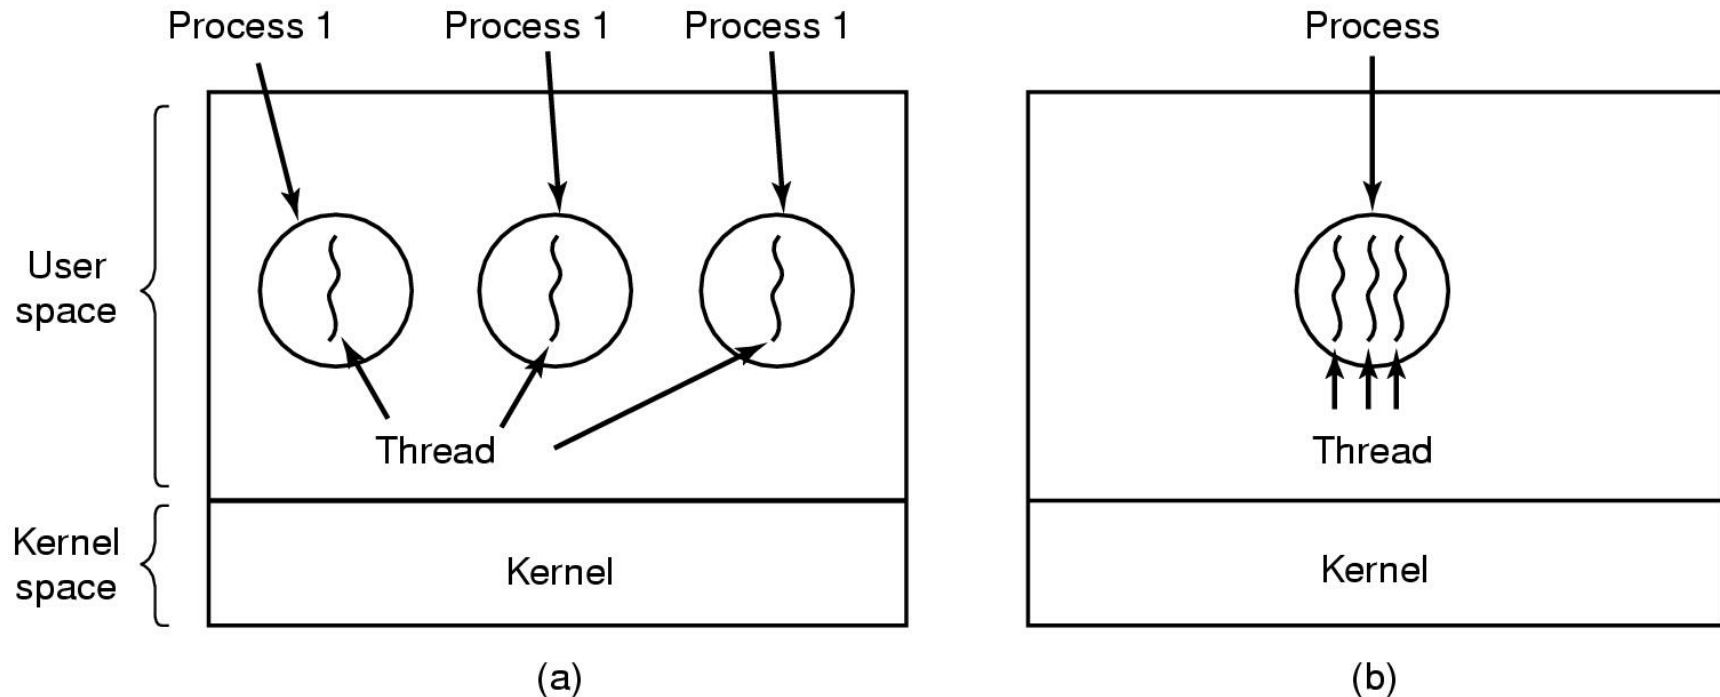 Process 1
Process 1
Process 1
Process
User
space
Thread
Thread
Kernel
space
Kernel
Kernel
(a)
(b)